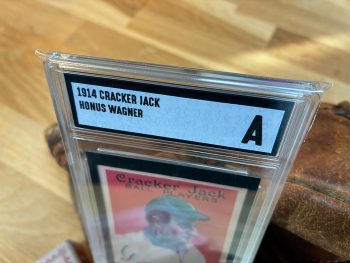 1914 CRACKER JACK
HONUS WAGNER
A
Cracker Jack
BALL PLAYERS